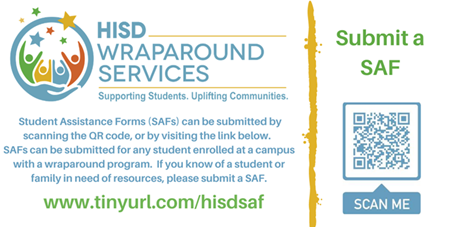 HISD
WRAPAROUND
SERVICES
Supporting Students. Uplifting Communities.
Student Assistance Forms (SAFs) can be submitted by
scanning the QR code, or by visiting the link below.
SAFs can be submitted for any student enrolled at a campus
with a wraparound program. If you know of a student or
family in need of resources, please submit a SAF.
www.tinyurl.com/hisdsaf
Submit a
SAF
SCAN ME